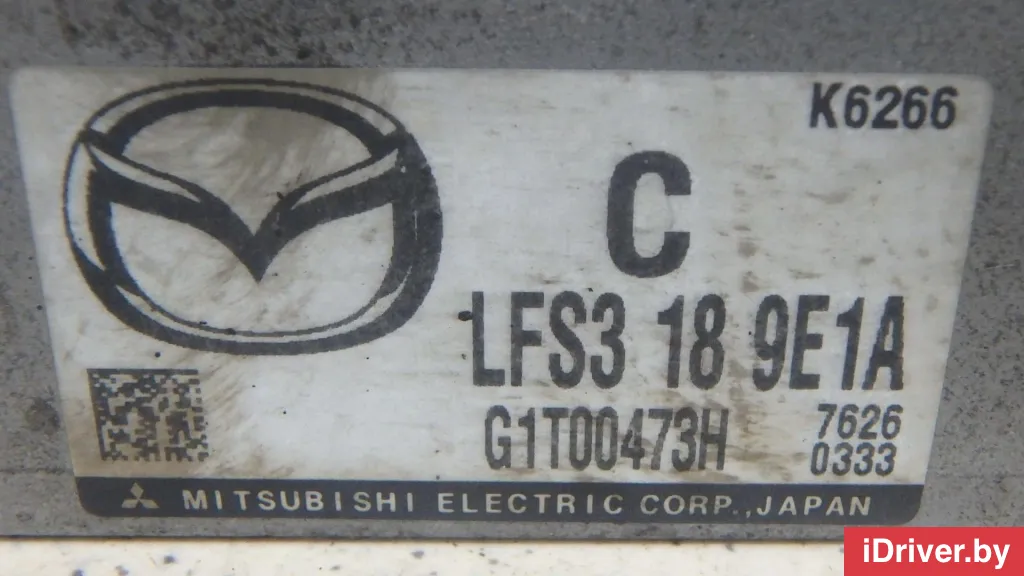 K6266
C
LFS3 18 9E1A
G1T00473H 7626
0333
MITSUBISHI ELECTRIC CORP.,JAPAN
iDriver.by